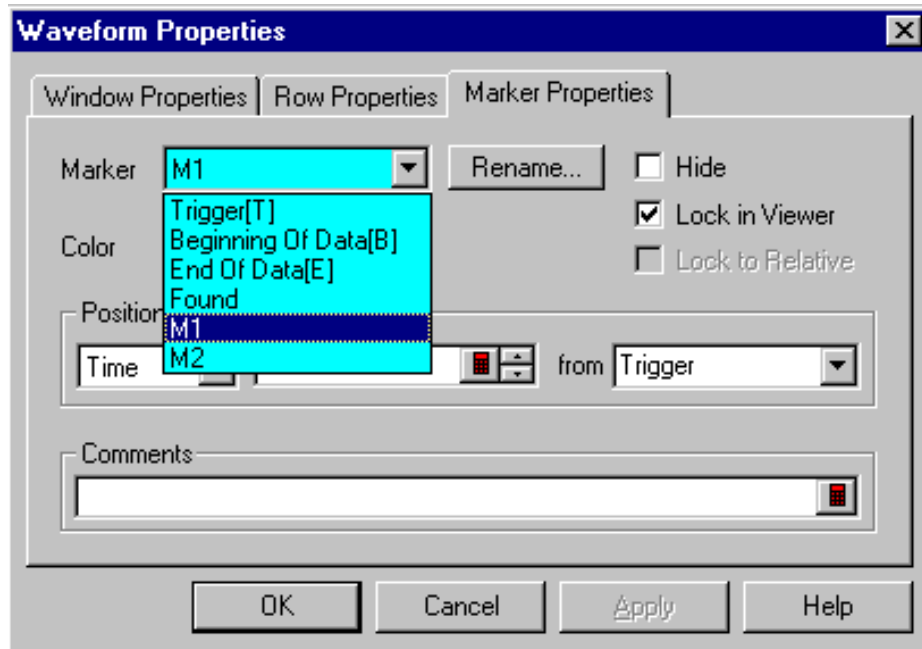 Waveform Properties
Window Properties Row Properties Marker Properties
Marker M1 Rename... Hide
Trigger[T] Lock in Viewer
Color Beginning Of Data[B]
End Of Data[E] Lock to Relative
Found
Position M1
M2
Time from Trigger
Comments
OK Cancel Apply Help